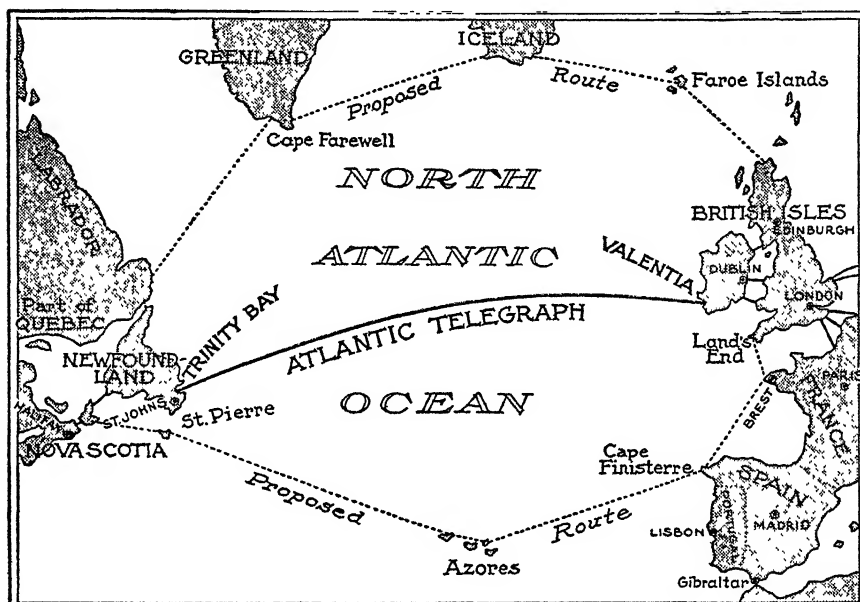 GREENLAND
ICELAND
Proposed
Route
Faroe Islands
Cape Farewell
LABRADOR
NORTH
ATLANTIC
OCEAN
BRITISH ISLES
EDINBURGH
VALENTIA
DUBLIN
LONDON
Part of
QUEBEC
TRINITY BAY
ATLANTIC TELEGRAPH
Land's
End
NEWFOUND-
LAND
ST. JOHNS
St. Pierre
HALIFAX
NOVA SCOTIA
BREST
PARIS
FRANCE
Cape
Finisterre
SPAIN
PORTUGAL
MADRID
LISBON
Proposed
Route
Azores
Gibraltar